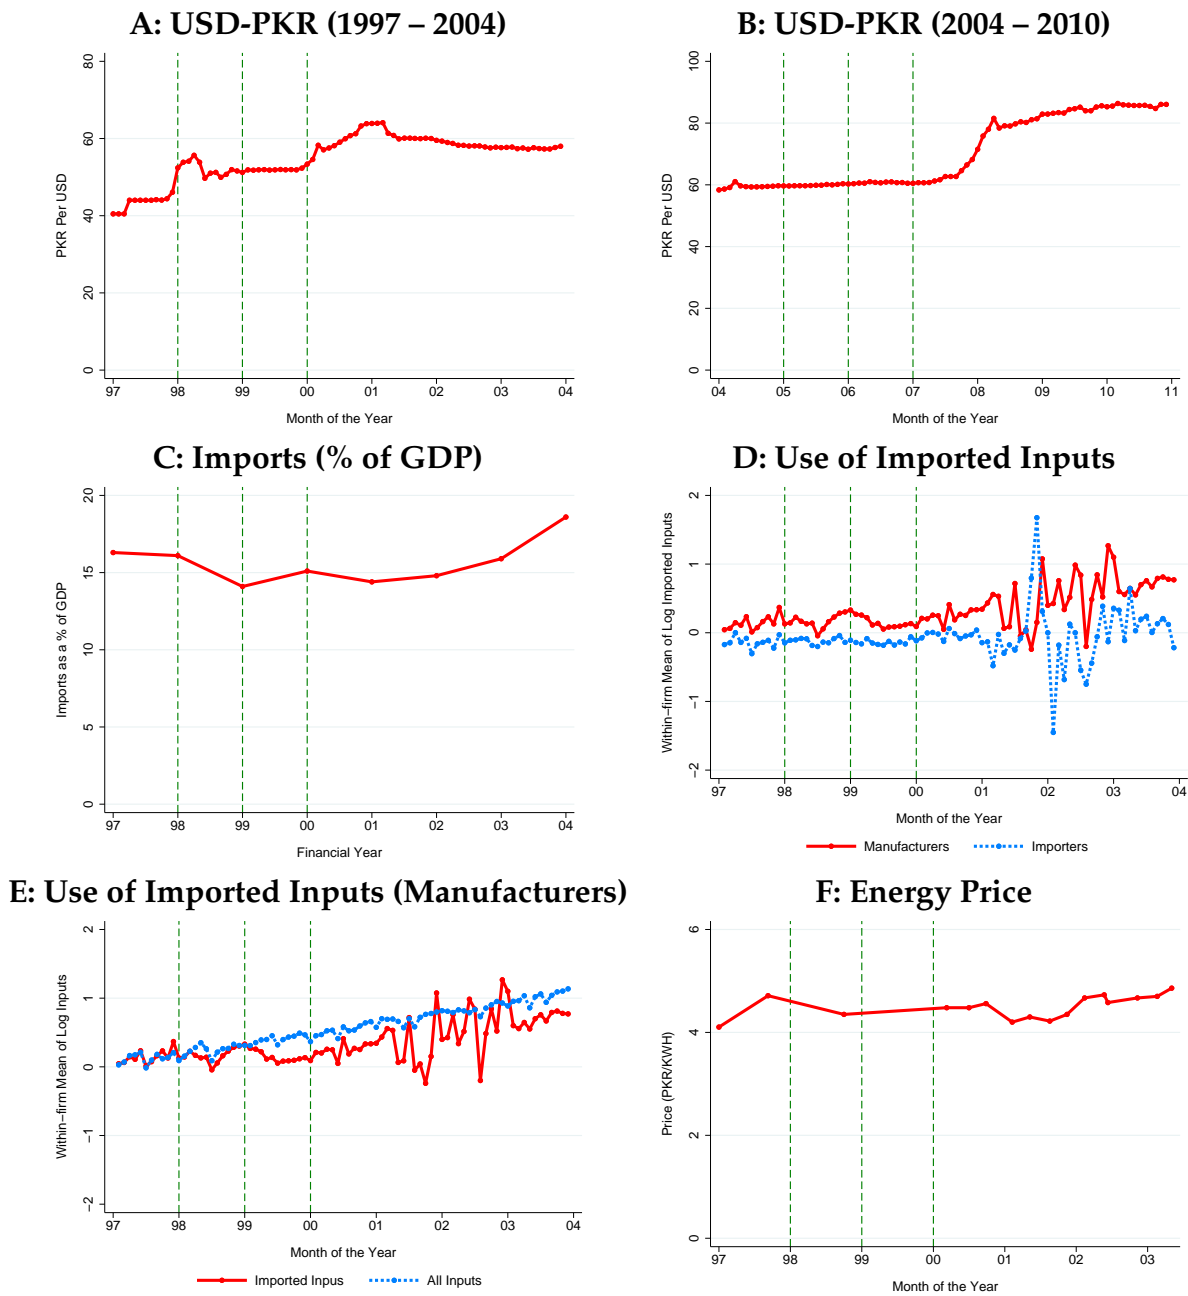 A: USD-PKR (1997 – 2004)
PKR Per USD
0 20 40 60 80
97 98 99 00 01 02 03 04
Month of the Year
B: USD-PKR (2004 – 2010)
PKR Per USD
0 20 40 60 80 100
04 05 06 07 08 09 10 11
Month of the Year
C: Imports (% of GDP)
Imports as a % of GDP
0 5 10 15 20
97 98 99 00 01 02 03 04
Financial Year
D: Use of Imported Inputs
Within−firm Mean of Log Imported Inputs
−2 −1 0 1 2
97 98 99 00 01 02 03 04
Month of the Year
Manufacturers Importers
E: Use of Imported Inputs (Manufacturers)
Within−firm Mean of Log Inputs
−2 −1 0 1 2
97 98 99 00 01 02 03 04
Month of the Year
Imported Inpus All Inputs
F: Energy Price
Price (PKR/KWH)
0 2 4 6
97 98 99 00 01 02 03
Month of the Year